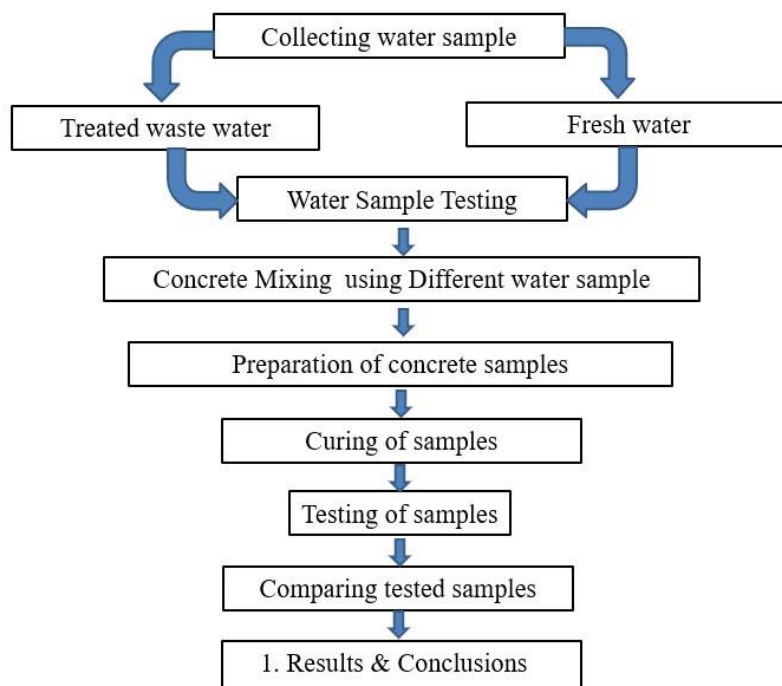 Collecting water sample
Treated waste water
Fresh water
Water Sample Testing
Concrete Mixing using Different water sample
Preparation of concrete samples
Curing of samples
Testing of samples
Comparing tested samples
1. Results & Conclusions